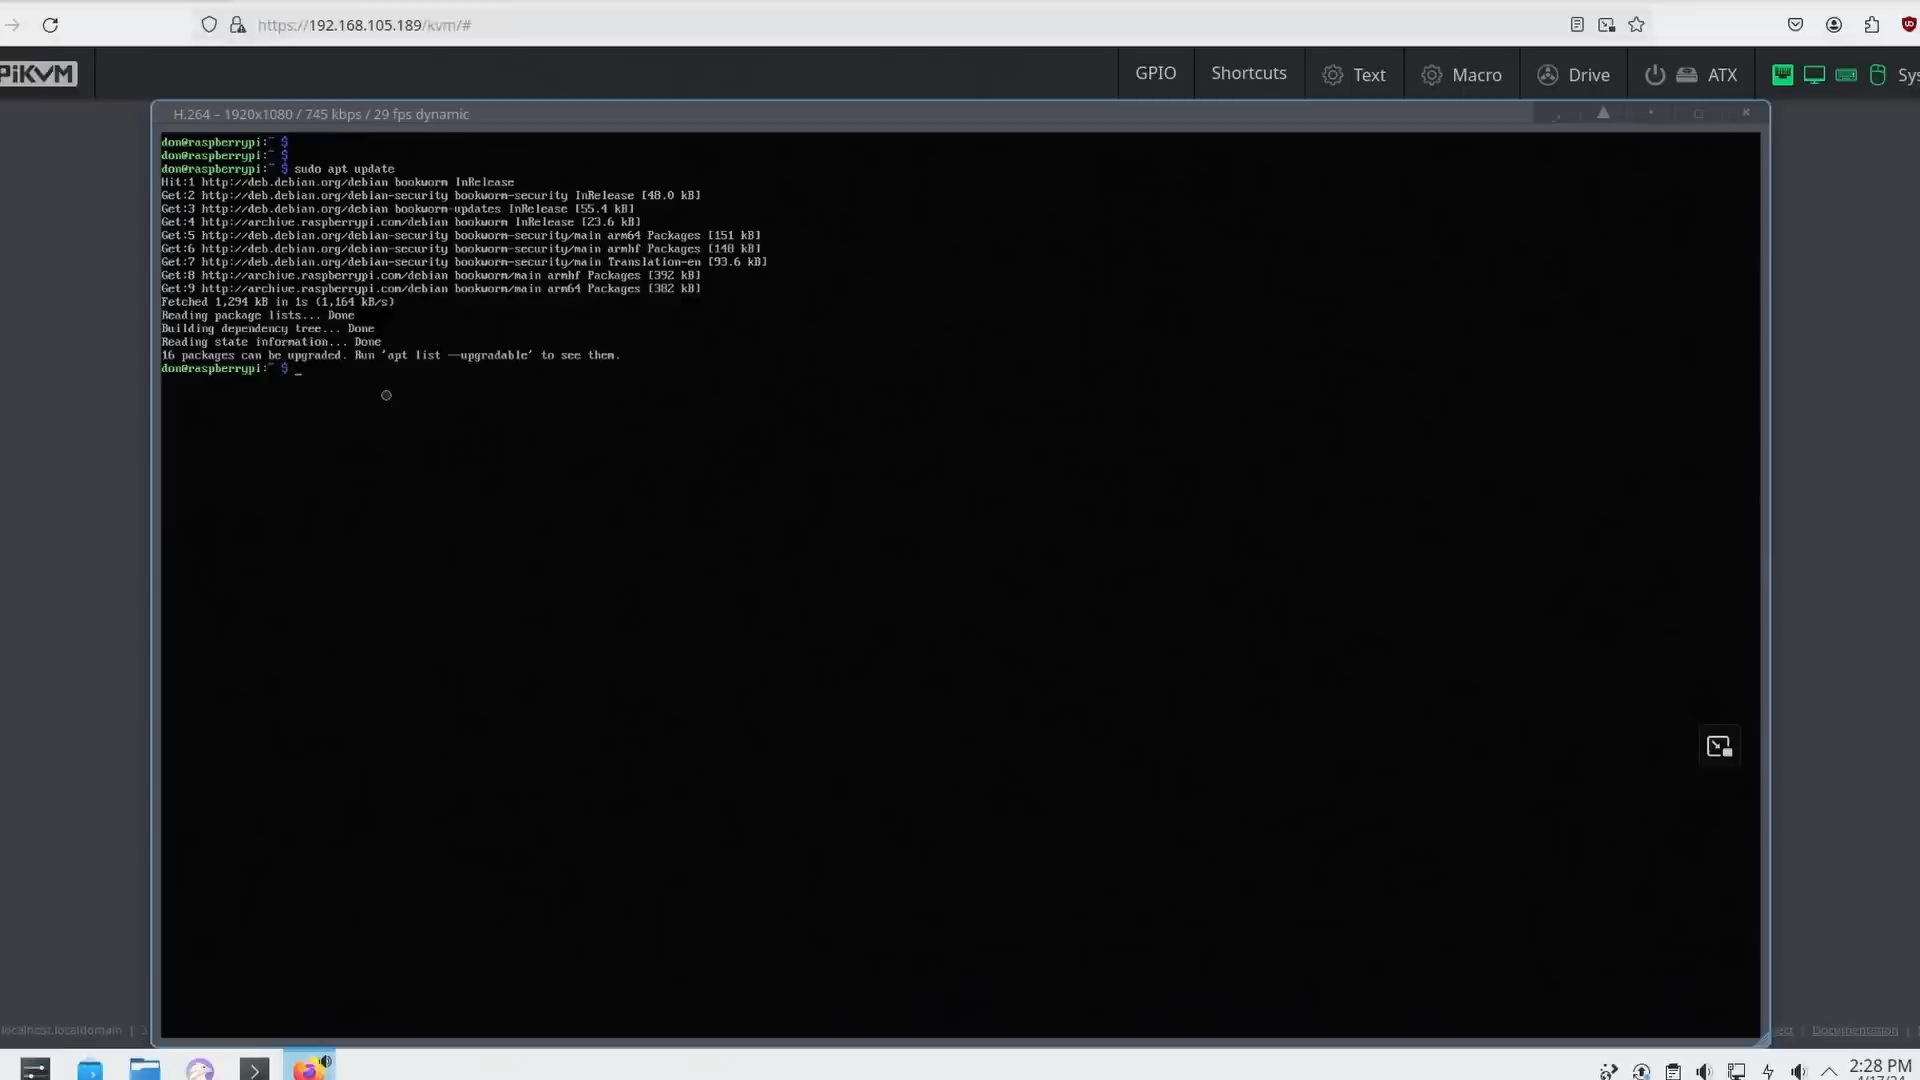 https://192.168.105.189/kvm/#
PiKVM
GPIO
Shortcuts
Text
Macro
Drive
ATX
Sys
H.264 – 1920x1080 / 745 kbps / 29 fps dynamic
don@raspberrypi:~ $
don@raspberrypi:~ $
don@raspberrypi:~ $ sudo apt update
Hit:1 http://deb.debian.org/debian bookworm InRelease
Get:2 http://deb.debian.org/debian-security bookworm-security InRelease [48.0 kB]
Get:3 http://deb.debian.org/debian bookworm-updates InRelease [55.4 kB]
Get:4 http://archive.raspberrypi.com/debian bookworm InRelease [23.6 kB]
Get:5 http://deb.debian.org/debian-security bookworm-security/main arm64 Packages [151 kB]
Get:6 http://deb.debian.org/debian-security bookworm-security/main armhf Packages [148 kB]
Get:7 http://deb.debian.org/debian-security bookworm-security/main Translation-en [93.6 kB]
Get:8 http://archive.raspberrypi.com/debian bookworm/main armhf Packages [392 kB]
Get:9 http://archive.raspberrypi.com/debian bookworm/main arm64 Packages [382 kB]
Fetched 1,294 kB in 1s (1,164 kB/s)
Reading package lists... Done
Building dependency tree... Done
Reading state information... Done
16 packages can be upgraded. Run 'apt list --upgradable' to see them.
don@raspberrypi:~ $ _
localhost.localdomain |
ect | Documentation |
2:28 PM